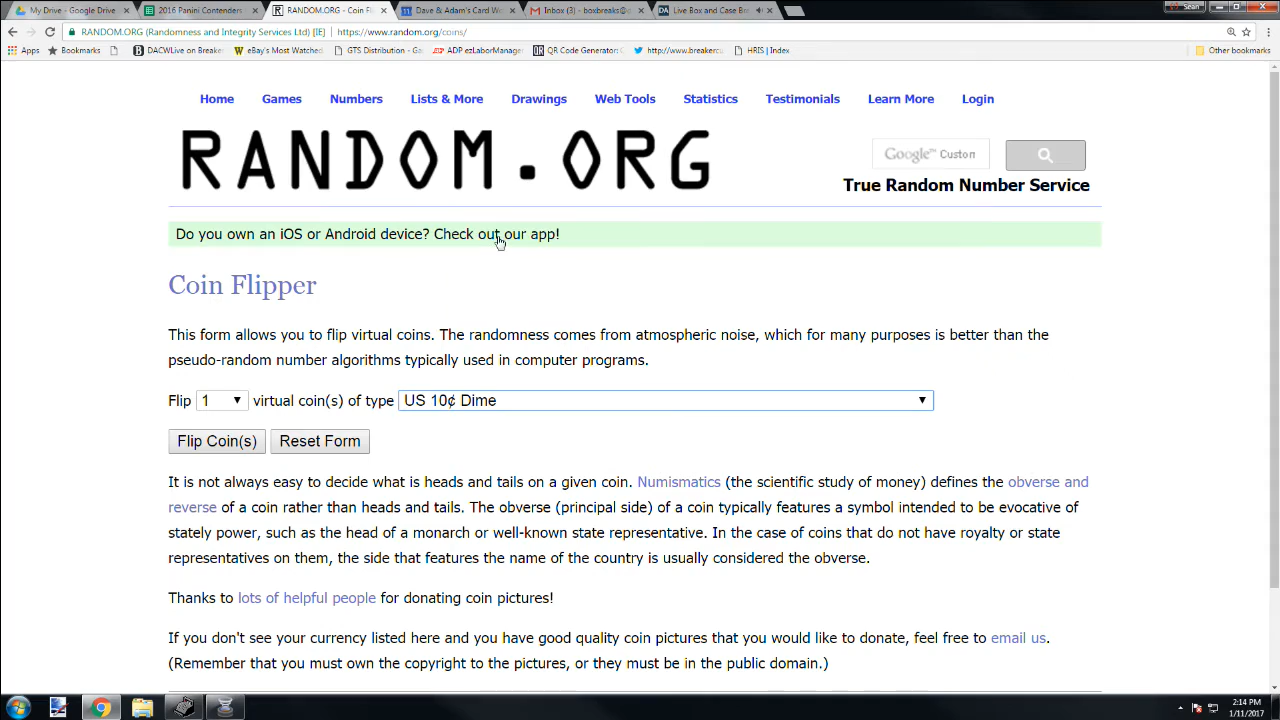 My Drive - Google Drive
2016 Panini Contenders
RANDOM.ORG - Coin Fl
Dave & Adam's Card Wo
Inbox (3) - boxbreaks@
Live Box and Case Br
Sean
RANDOM.ORG (Randomness and Integrity Services Ltd) [IE] https://www.random.org/coins/
Apps Bookmarks DACWLive on Breake eBay's Most Watched GTS Distribution - Ga ADP ezLaborManager QR Code Generator: C http://www.breakercu HRIS | Index Other bookmarks
Home Games Numbers Lists & More Drawings Web Tools Statistics Testimonials Learn More Login
RANDOM.ORG
Google™ Custom
True Random Number Service
Do you own an iOS or Android device? Check out our app!
Coin Flipper
This form allows you to flip virtual coins. The randomness comes from atmospheric noise, which for many purposes is better than the
pseudo-random number algorithms typically used in computer programs.
Flip 1 virtual coin(s) of type US 10¢ Dime
Flip Coin(s) Reset Form
It is not always easy to decide what is heads and tails on a given coin. Numismatics (the scientific study of money) defines the obverse and
reverse of a coin rather than heads and tails. The obverse (principal side) of a coin typically features a symbol intended to be evocative of
stately power, such as the head of a monarch or well-known state representative. In the case of coins that do not have royalty or state
representatives on them, the side that features the name of the country is usually considered the obverse.
Thanks to lots of helpful people for donating coin pictures!
If you don't see your currency listed here and you have good quality coin pictures that you would like to donate, feel free to email us.
(Remember that you must own the copyright to the pictures, or they must be in the public domain.)
2:14 PM
1/11/2017